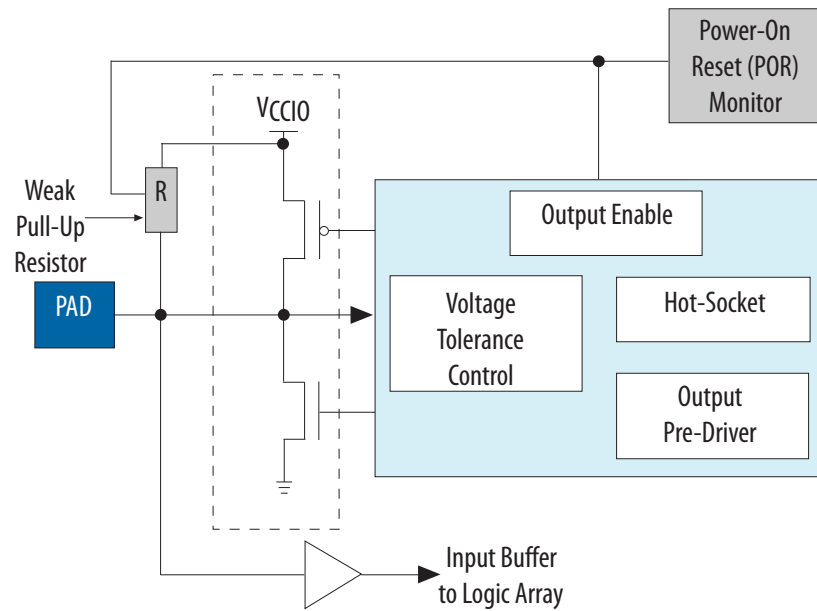 Power-On
Reset (POR)
Monitor
VCCIO
R
Weak
Pull-Up
Resistor
PAD
Output Enable
Voltage
Tolerance
Control
Hot-Socket
Output
Pre-Driver
Input Buffer
to Logic Array